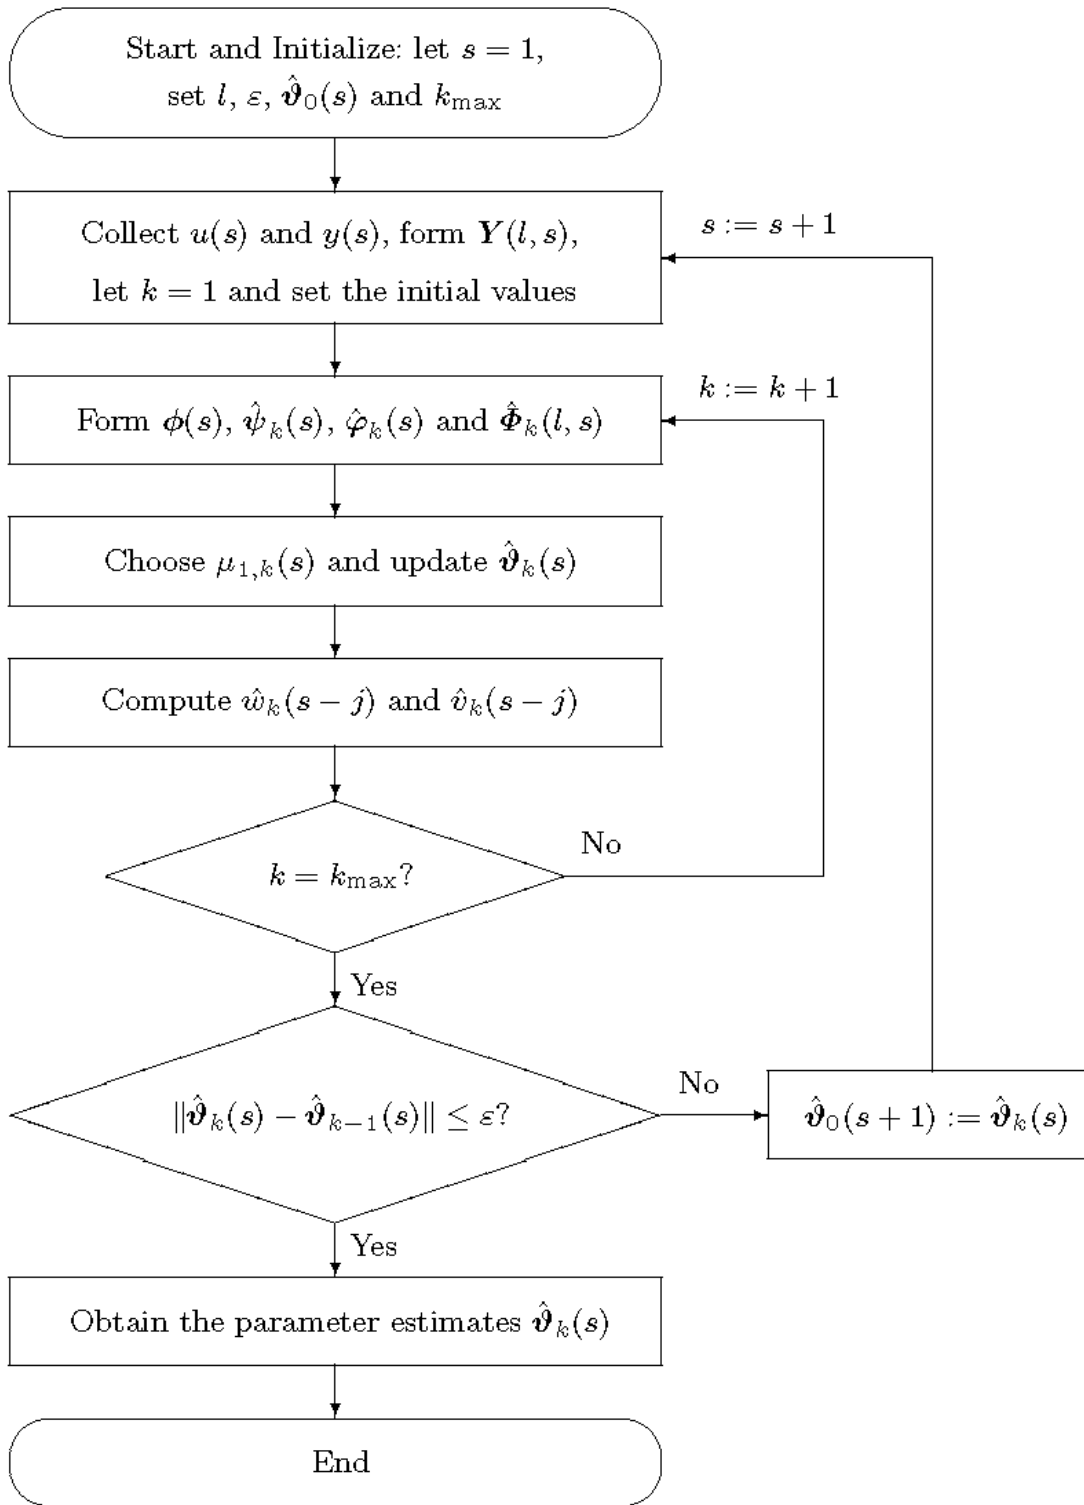 Start and Initialize: let s = 1,
set l, ε, ϑ̂₀(s) and k_max
Collect u(s) and y(s), form Y(l, s),
let k = 1 and set the initial values
s := s + 1
Form ϕ(s), ψ̂_k(s), φ̂_k(s) and Φ̂_k(l, s)
k := k + 1
Choose μ_{1,k}(s) and update ϑ̂_k(s)
Compute ŵ_k(s − j) and v̂_k(s − j)
k = k_max?
No
Yes
‖ϑ̂_k(s) − ϑ̂_{k−1}(s)‖ ≤ ε?
No
ϑ̂₀(s + 1) := ϑ̂_k(s)
Yes
Obtain the parameter estimates ϑ̂_k(s)
End